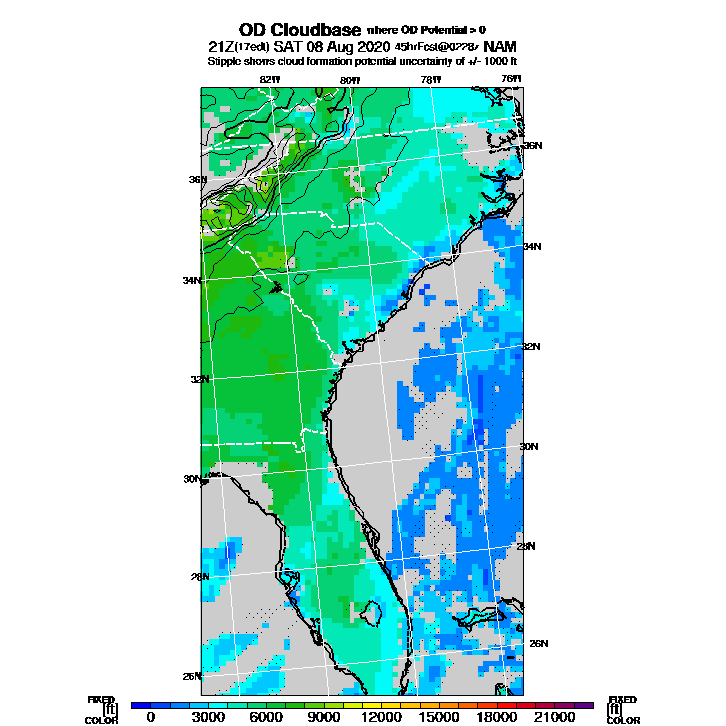 OD Cloudbase where OD Potential > 0
21Z(17edt) SAT 08 Aug 2020 45hrFcst@0228z NAM
Stipple shows cloud formation potential uncertainty of +/- 1000 ft
82W 80W 78W 76W
36N
36N
34N
34N
32N
32N
30N
30N
28N
28N
26N
26N
FIXED FIXED
[ft] [ft]
COLOR COLOR
0 3000 6000 9000 12000 15000 18000 21000